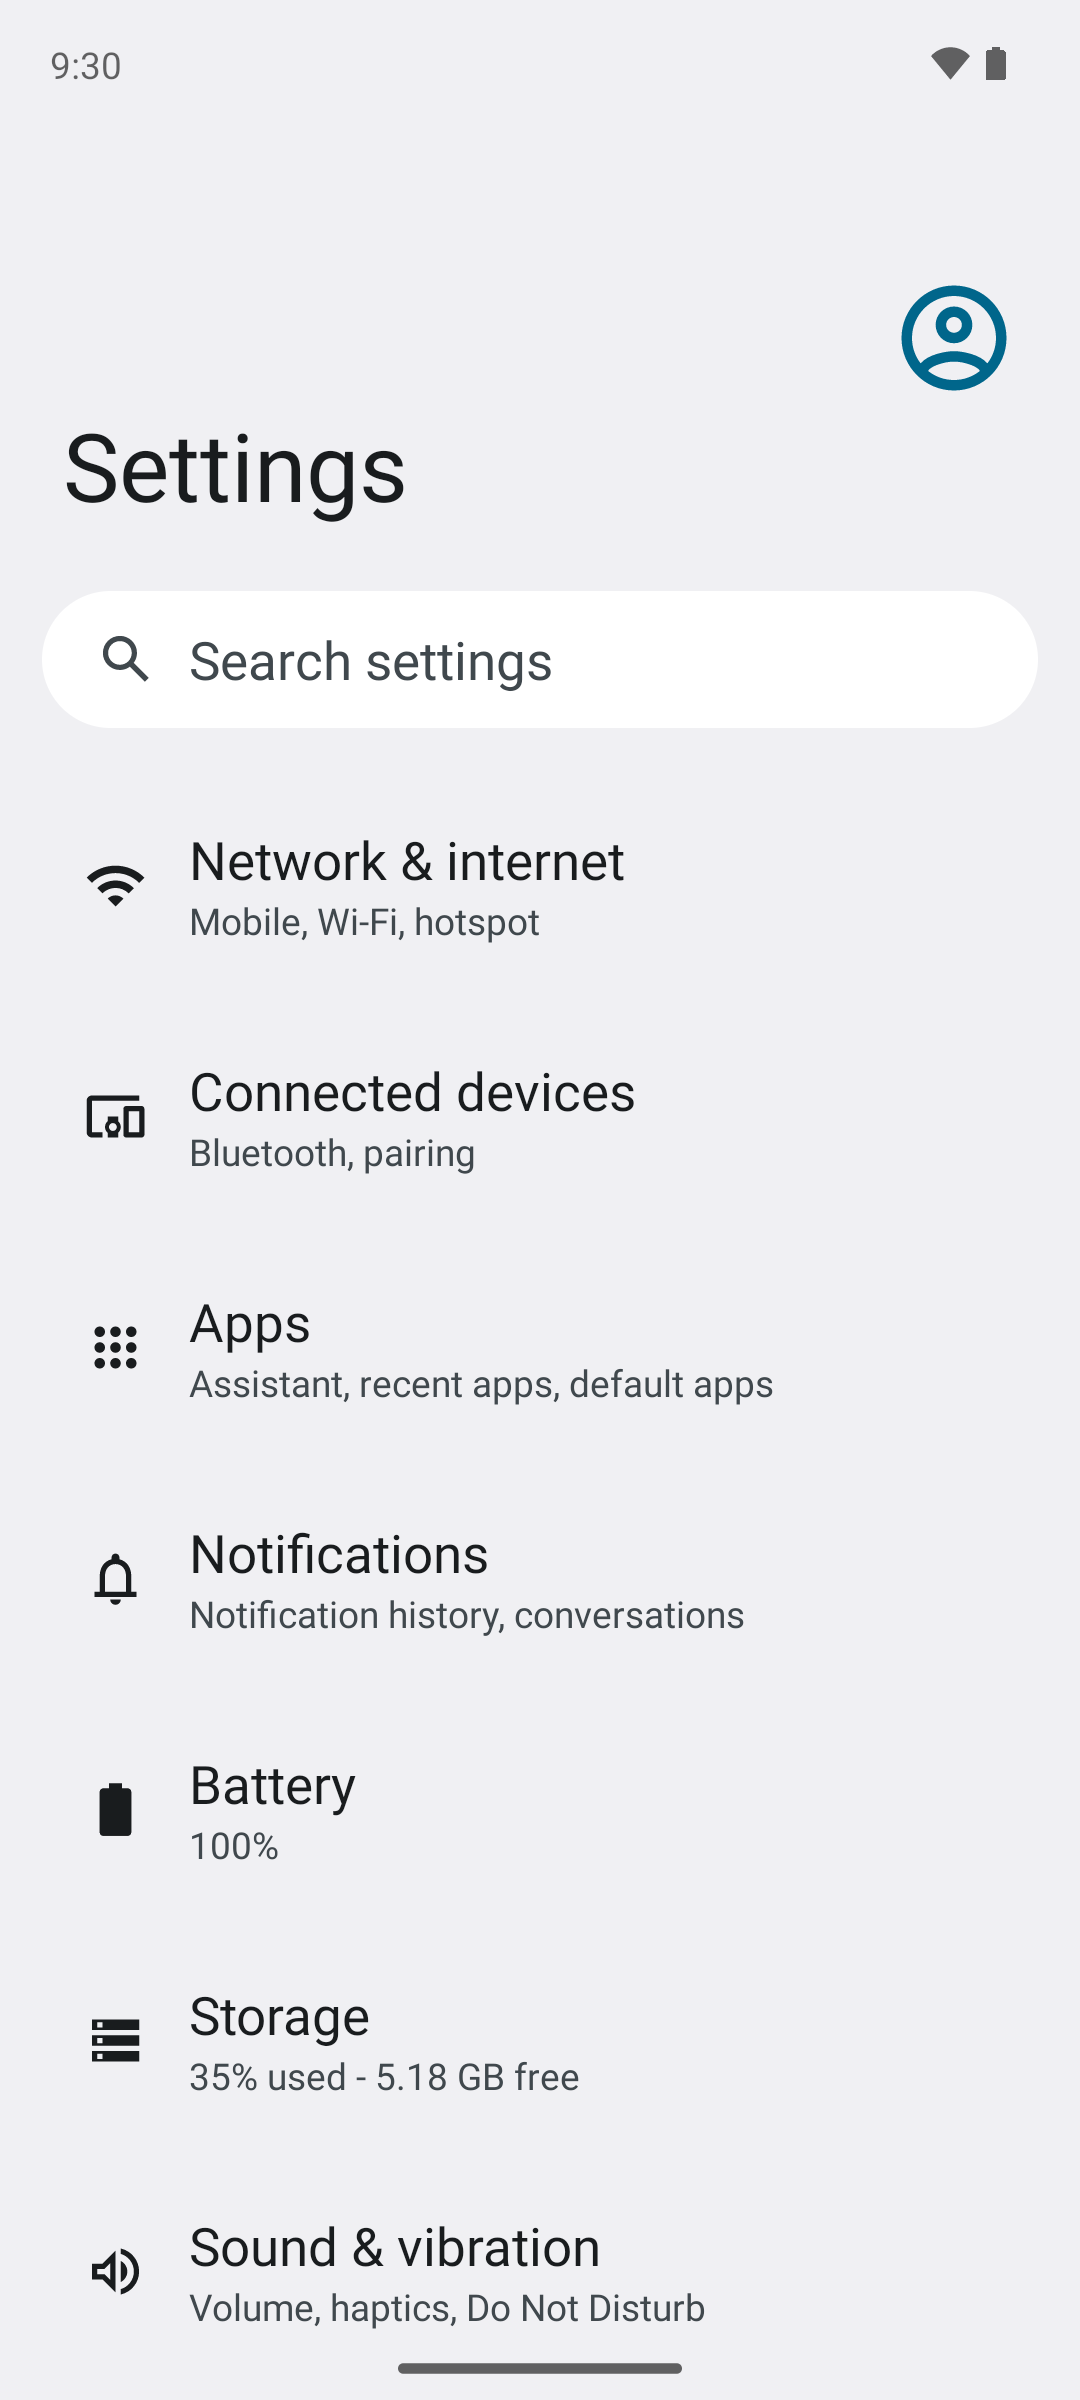 9:30
Settings
Search settings
Network & internet
Mobile, Wi-Fi, hotspot
Connected devices
Bluetooth, pairing
Apps
Assistant, recent apps, default apps
Notifications
Notification history, conversations
Battery
100%
Storage
35% used - 5.18 GB free
Sound & vibration
Volume, haptics, Do Not Disturb